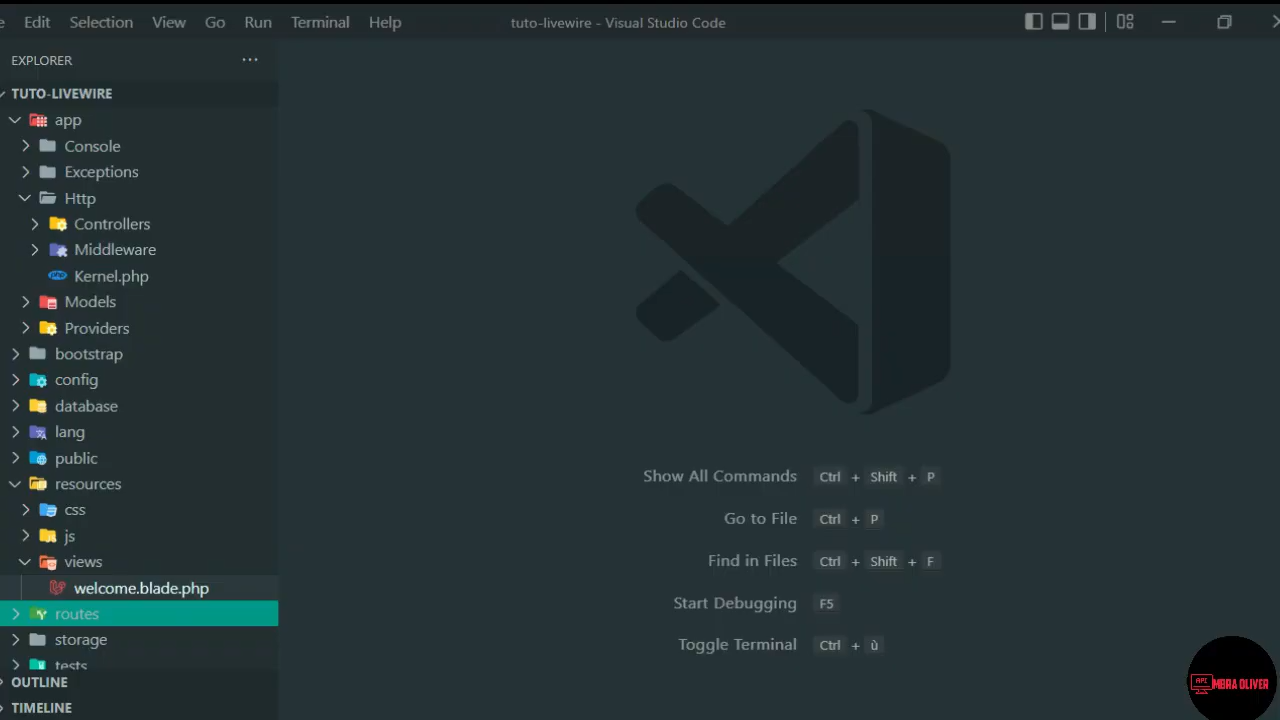 Edit Selection View Go Run Terminal Help tuto-livewire - Visual Studio Code
EXPLORER
TUTO-LIVEWIRE
app
Console
Exceptions
Http
Controllers
Middleware
php Kernel.php
Models
Providers
bootstrap
config
database
lang
public
resources
css
js
views
welcome.blade.php
routes
storage
tests
OUTLINE
TIMELINE
Show All Commands Ctrl + Shift + P
Go to File Ctrl + P
Find in Files Ctrl + Shift + F
Start Debugging F5
Toggle Terminal Ctrl + ù
API
MBRA OLIVER